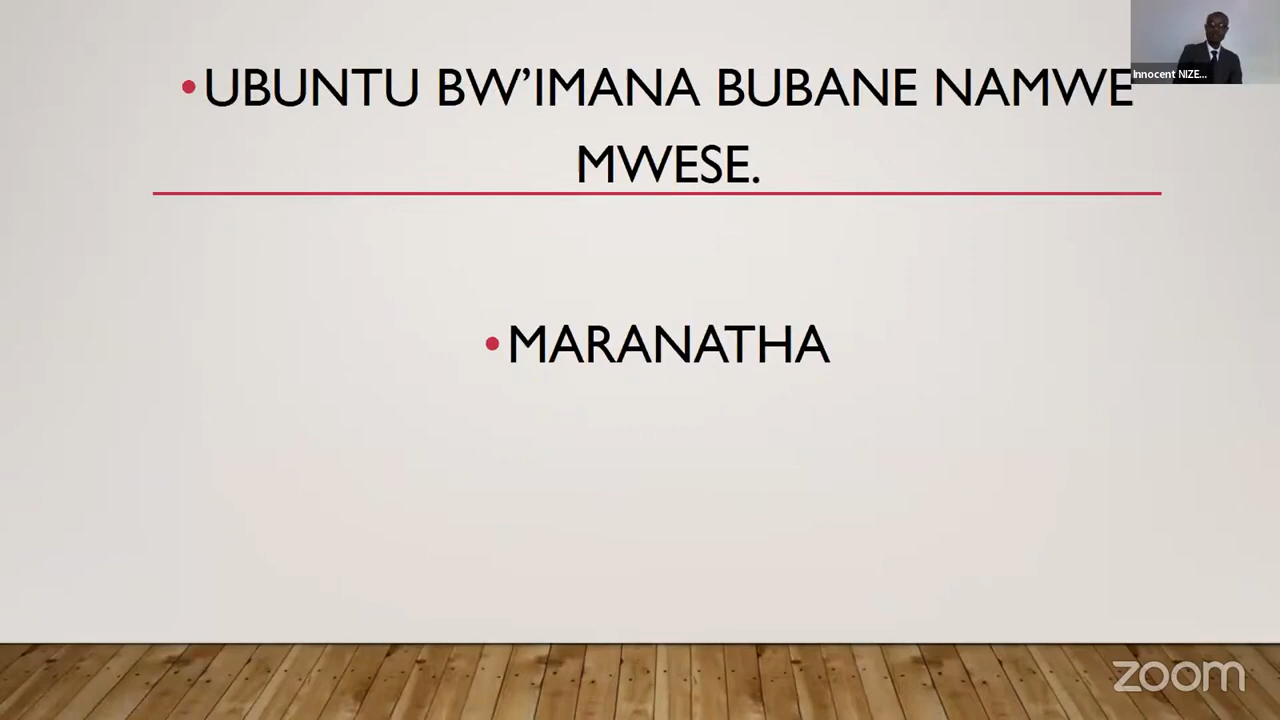 •UBUNTU BW’IMANA BUBANE NAMWE
MWESE.
•MARANATHA
Innocent NIZE...
zoom